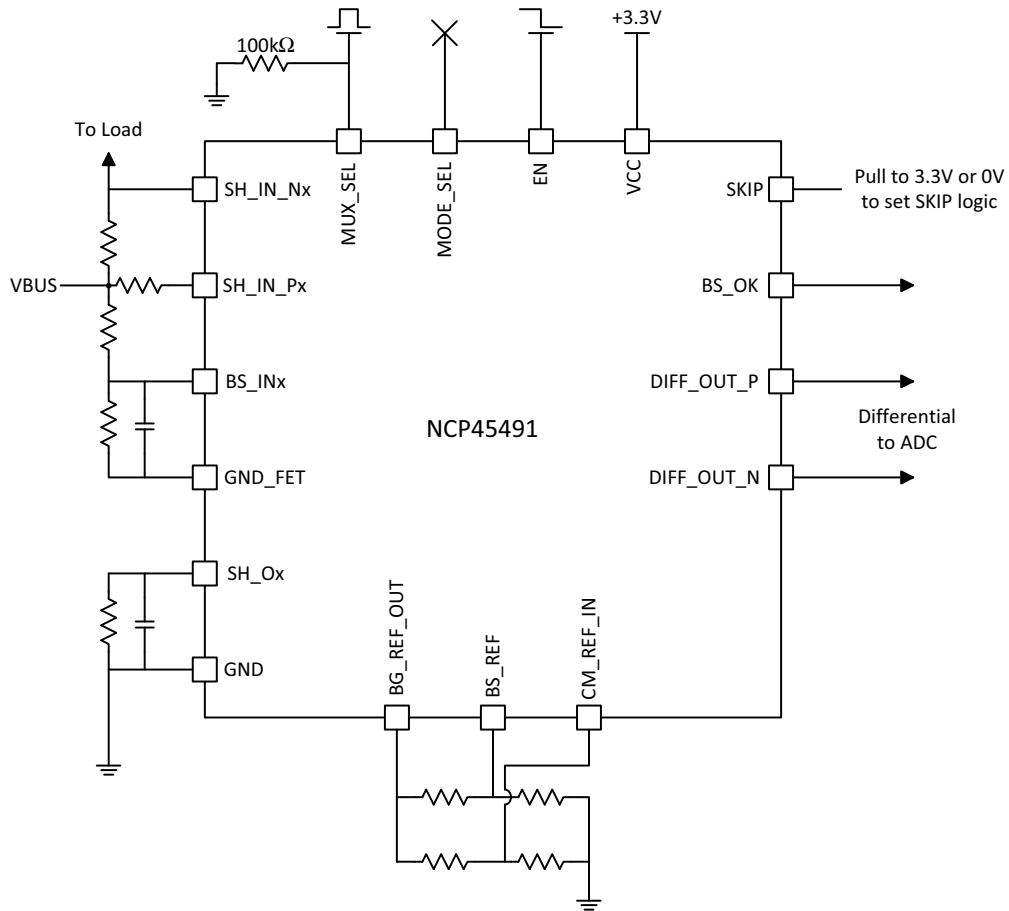 +3.3V
100kΩ
To Load
MUX_SEL
MODE_SEL
EN
VCC
SH_IN_Nx
SKIP
Pull to 3.3V or 0V
to set SKIP logic
VBUS
SH_IN_Px
BS_OK
BS_INx
DIFF_OUT_P
NCP45491
Differential
to ADC
GND_FET
DIFF_OUT_N
SH_Ox
GND
BG_REF_OUT
BS_REF
CM_REF_IN